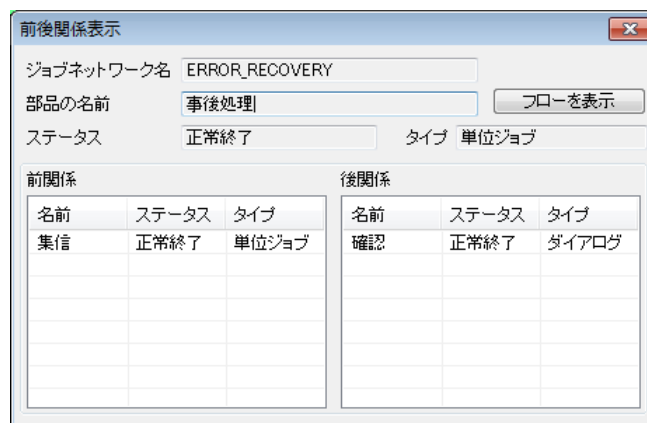 前後関係表示
ジョブネットワーク名 ERROR_RECOVERY
部品の名前 事後処理 フローを表示
ステータス 正常終了 タイプ 単位ジョブ
前関係 後関係
名前 ステータス タイプ 名前 ステータス タイプ
集信 正常終了 単位ジョブ 確認 正常終了 ダイアログ